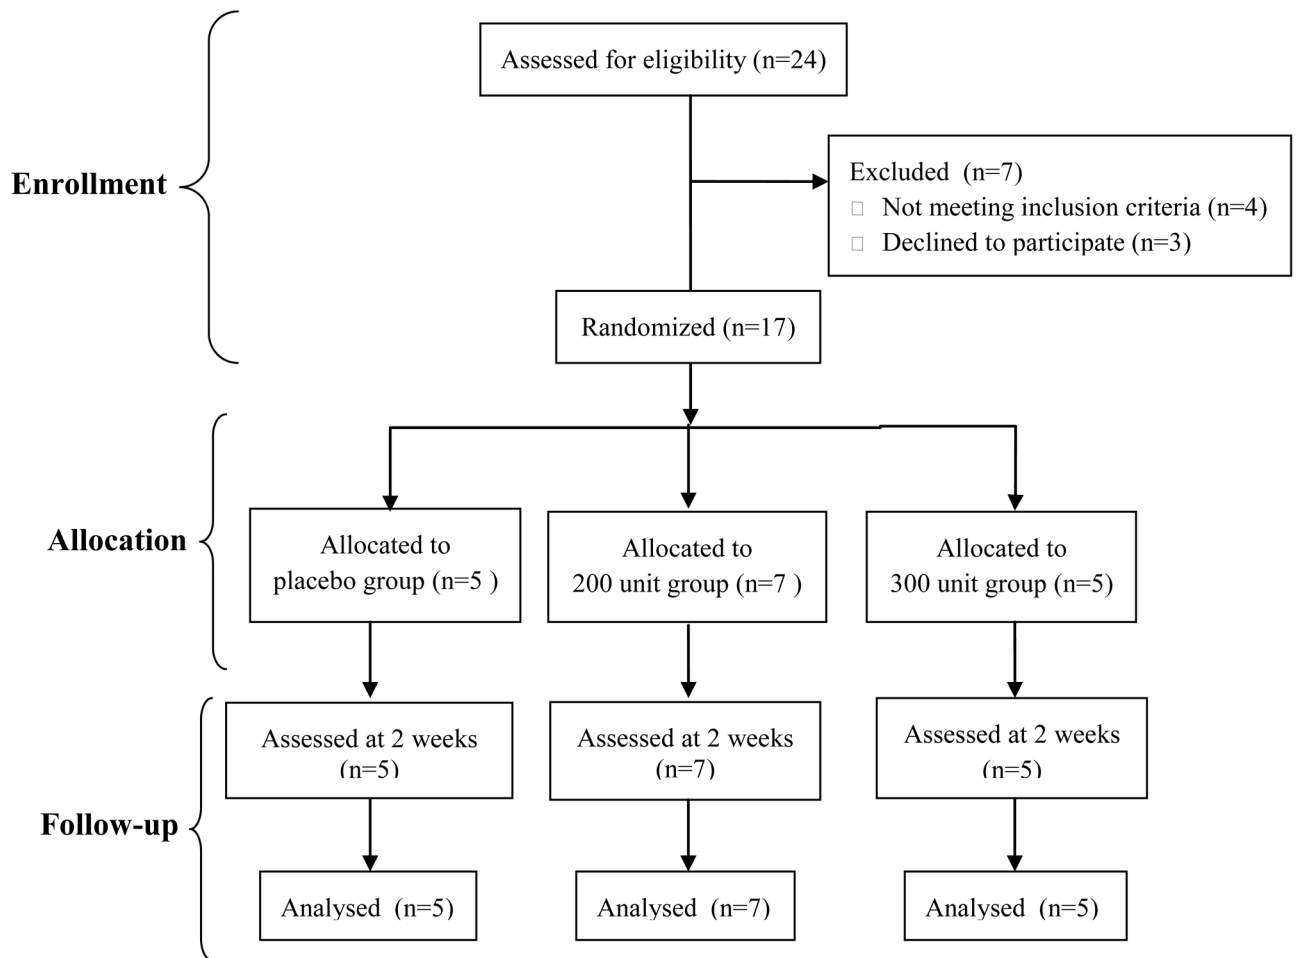 Assessed for eligibility (n=24)
Enrollment
Excluded  (n=7)
Not meeting inclusion criteria (n=4)
Declined to participate (n=3)
Randomized (n=17)
Allocation
Allocated to
placebo group (n=5 )
Allocated to
200 unit group (n=7 )
Allocated to
300 unit group (n=5)
Follow-up
Assessed at 2 weeks
(n=5)
Assessed at 2 weeks
(n=7)
Assessed at 2 weeks
(n=5)
Analysed  (n=5)
Analysed  (n=7)
Analysed  (n=5)